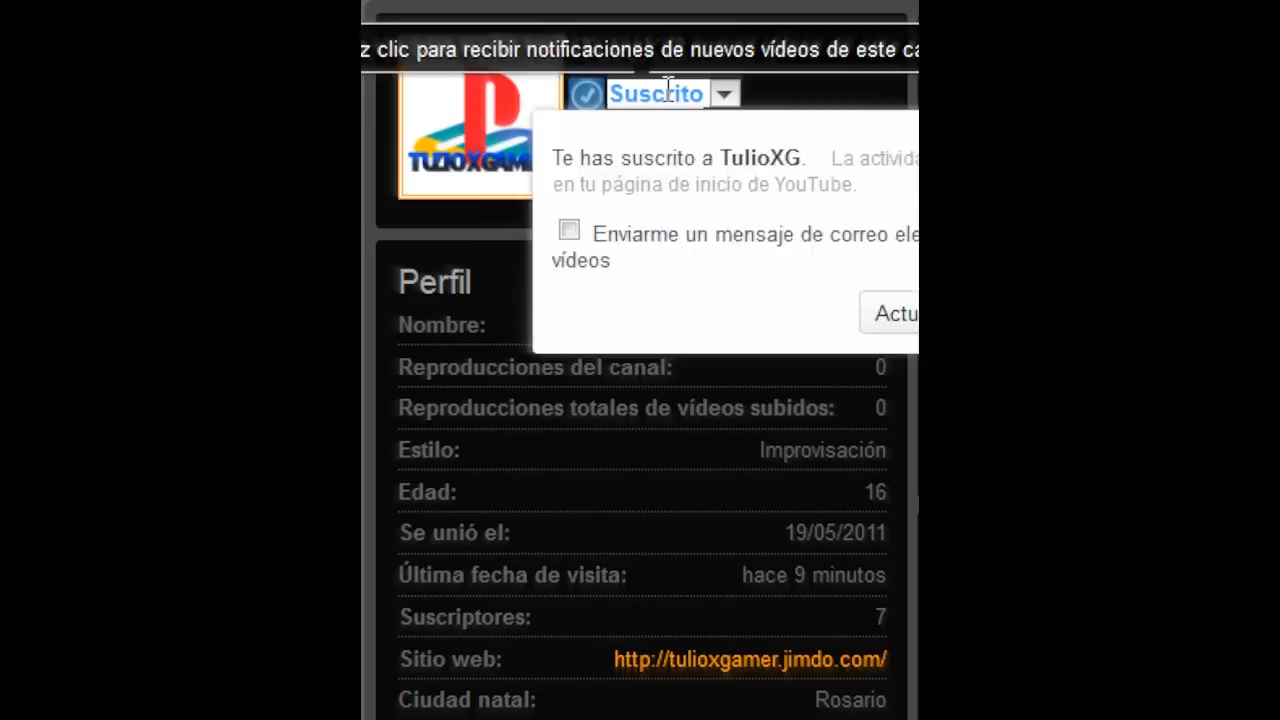 z clic para recibir notificaciones de nuevos vídeos de este ca
Suscrito
TULIOXGAM
Te has suscrito a TulioXG. La activida
en tu página de inicio de YouTube.
Enviarme un mensaje de correo ele
vídeos
Actu
Perfil
Nombre:
Reproducciones del canal: 0
Reproducciones totales de vídeos subidos: 0
Estilo: Improvisación
Edad: 16
Se unió el: 19/05/2011
Última fecha de visita: hace 9 minutos
Suscriptores: 7
Sitio web: http://tulioxgamer.jimdo.com/
Ciudad natal: Rosario